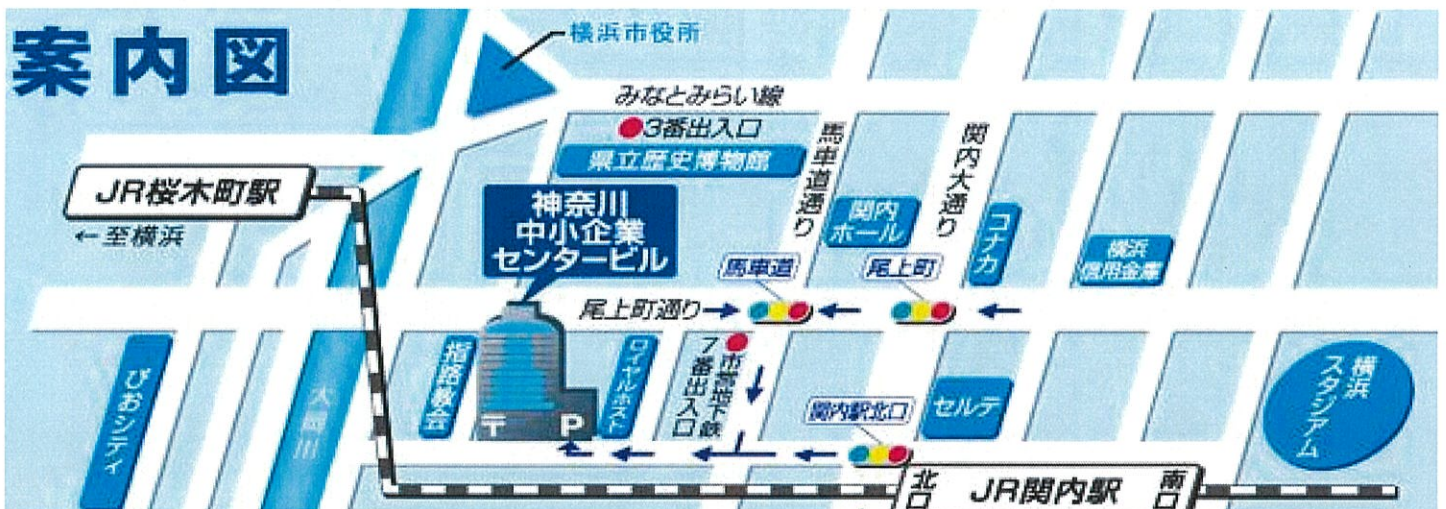 案内図
横浜市役所
みなとみらい線
3番出入口
県立歴史博物館
馬車道通り
関内大通り
JR桜木町駅
←至横浜
神奈川
中小企業
センタービル
関内
ホール
コナカ
横浜
信用金庫
馬車道
尾上町
尾上町通り
ぴおシティ
大岡川
指路教会
〒
P
ロイヤルホスト
市営地下鉄
7番出入口
関内駅北口
セルテ
横浜
スタジアム
北口
JR関内駅
南口